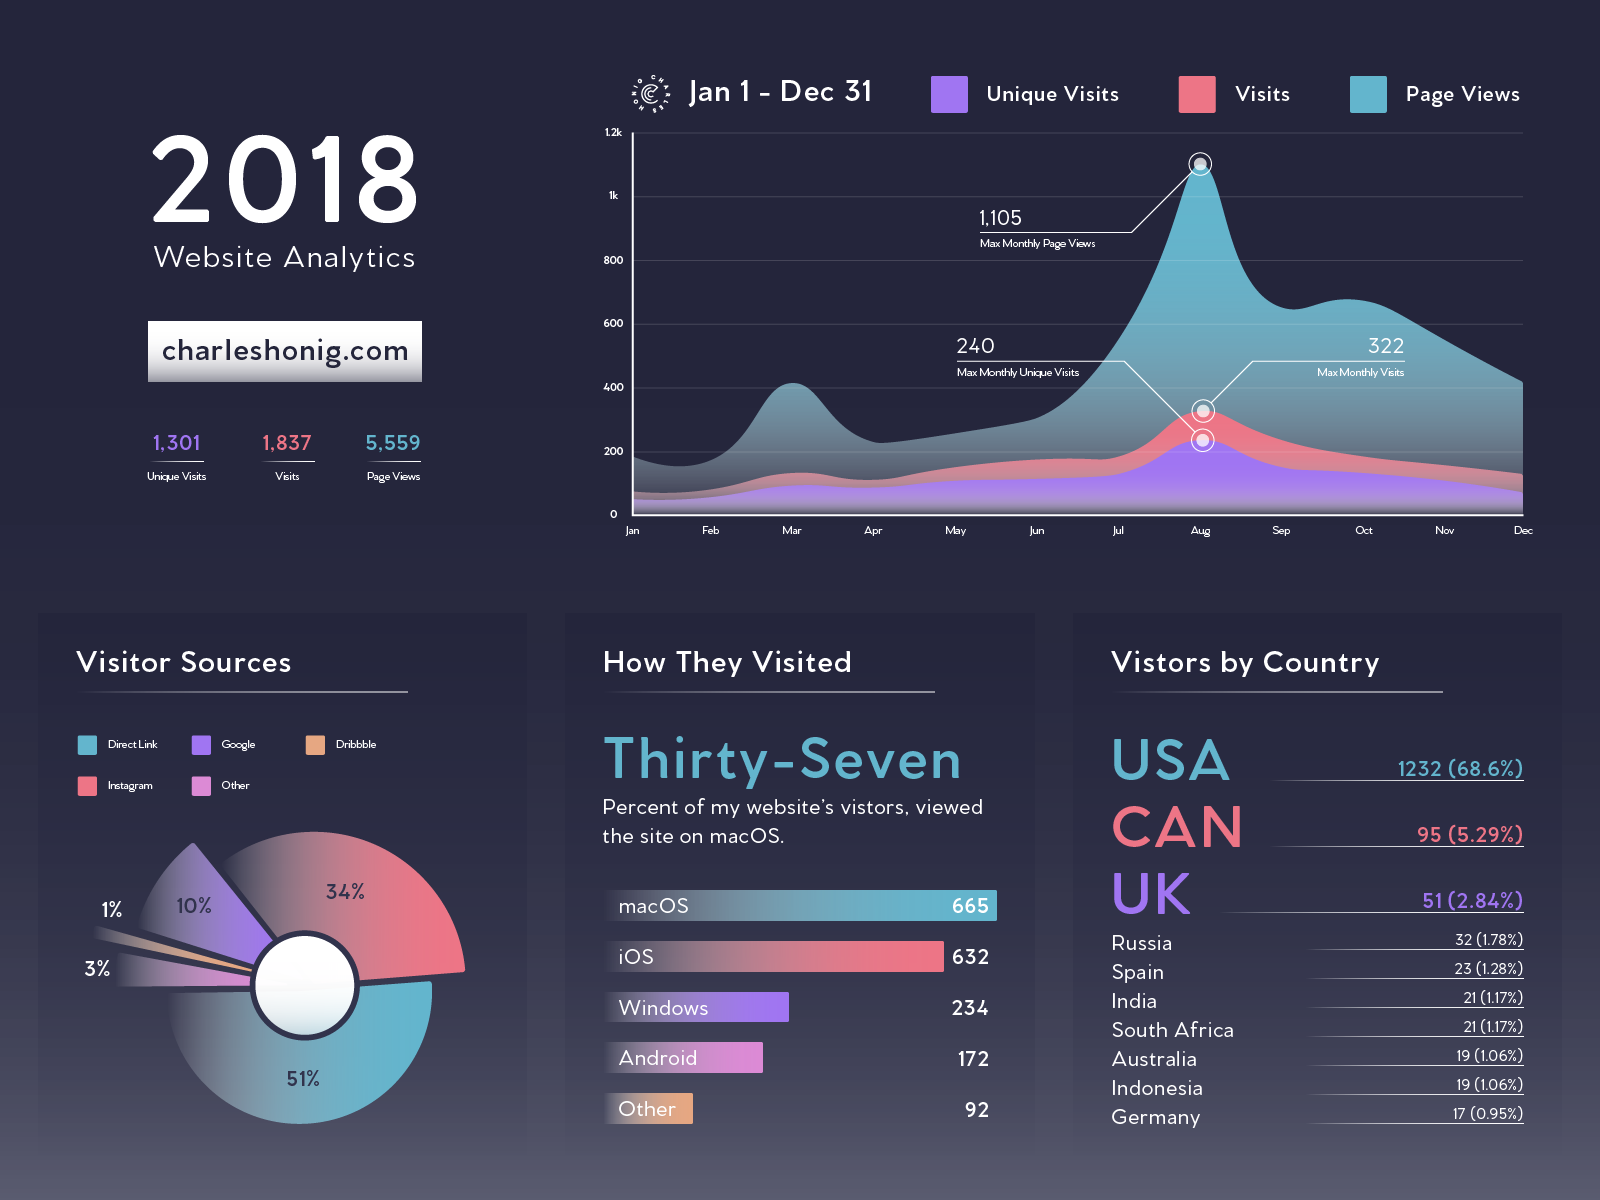 2018
Website Analytics
charleshonig.com
1,301
Unique Visits
1,837
Visits
5,559
Page Views
CHARLES HONIG
Jan 1 - Dec 31
Unique Visits
Visits
Page Views
1.2k
1k
800
600
400
200
0
1,105
Max Monthly Page Views
240
Max Monthly Unique Visits
322
Max Monthly Visits
Jan
Feb
Mar
Apr
May
Jun
Jul
Aug
Sep
Oct
Nov
Dec
Visitor Sources
Direct Link
Google
Dribbble
Instagram
Other
34%
10%
1%
3%
51%
How They Visited
Thirty-Seven
Percent of my website's vistors, viewed
the site on macOS.
macOS 665
iOS 632
Windows 234
Android 172
Other 92
Vistors by Country
USA 1232 (68.6%)
CAN 95 (5.29%)
UK 51 (2.84%)
Russia 32 (1.78%)
Spain 23 (1.28%)
India 21 (1.17%)
South Africa 21 (1.17%)
Australia 19 (1.06%)
Indonesia 19 (1.06%)
Germany 17 (0.95%)